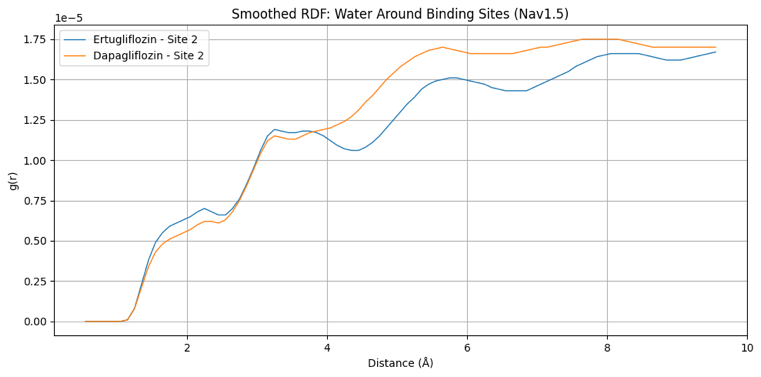 Smoothed RDF: Water Around Binding Sites (Nav1.5)
1e−5
Ertugliflozin - Site 2
Dapagliflozin - Site 2
1.75
1.50
1.25
1.00
0.75
0.50
0.25
0.00
g(r)
2 4 6 8 10
Distance (Å)